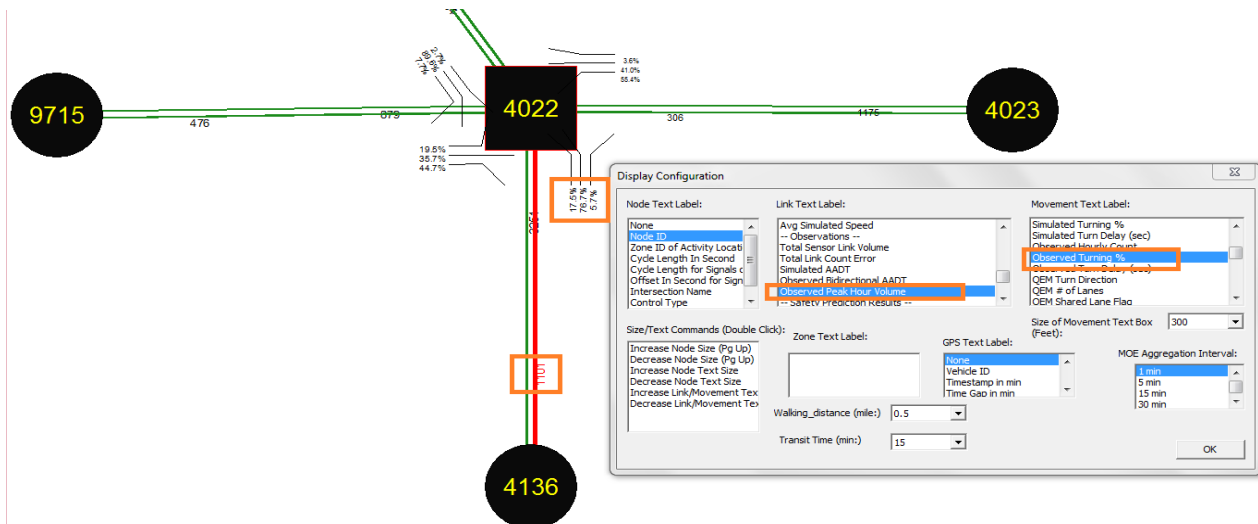 2.7%
89.6%
7.7%
3.6%
41.0%
55.4%
9715
4022
4023
476
879
306
1175
19.5%
35.7%
44.7%
17.5%
76.7%
5.7%
1101
4136
Display Configuration
Node Text Label:
None
Node ID
Zone ID of Activity Locati
Cycle Length In Second
Cycle Length for Signals
Offset In Second for Sign
Intersection Name
Control Type
Link Text Label:
Avg Simulated Speed
-- Observations --
Total Sensor Link Volume
Total Link Count Error
Simulated AADT
Observed Bidirectional AADT
Observed Peak Hour Volume
-- Safety Prediction Results --
Movement Text Label:
Simulated Turning %
Simulated Turn Delay (sec)
Observed Hourly Count
Observed Turning %
Observed Turn Delay (sec)
QEM Turn Direction
QEM # of Lanes
QEM Shared Lane Flag
Size of Movement Text Box
(Feet):
300
Size/Text Commands (Double Click):
Increase Node Size (Pg Up)
Decrease Node Size (Pg Up)
Increase Node Text Size
Decrease Node Text Size
Increase Link/Movement Tex
Decrease Link/Movement Tex
Zone Text Label:
GPS Text Label:
None
Vehicle ID
Timestamp in min
Time Gap in min
MOE Aggregation Interval:
1 min
5 min
15 min
30 min
Walking_distance (mile:)
0.5
Transit Time (min:)
15
OK